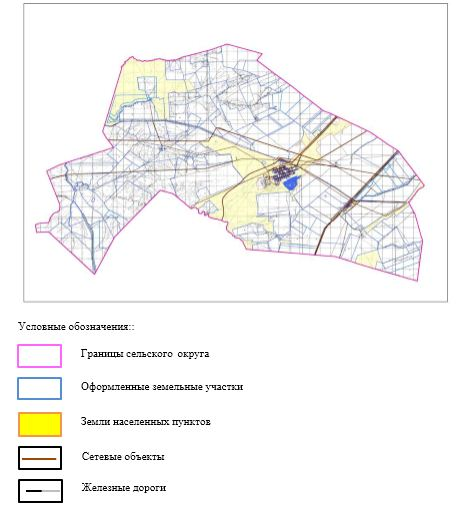 Условные обозначения::
Границы сельского округа
Оформленные земельные участки
Земли населенных пунктов
Сетевые объекты
Железные дороги